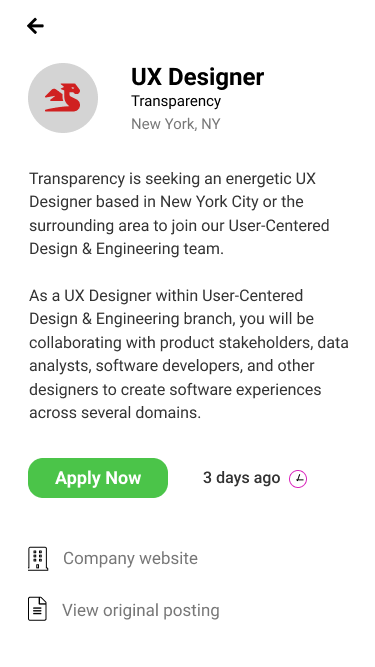 UX Designer
Transparency
New York, NY
Transparency is seeking an energetic UX
Designer based in New York City or the
surrounding area to join our User-Centered
Design & Engineering team.
As a UX Designer within User-Centered
Design & Engineering branch, you will be
collaborating with product stakeholders, data
analysts, software developers, and other
designers to create software experiences
across several domains.
Apply Now
3 days ago
Company website
View original posting